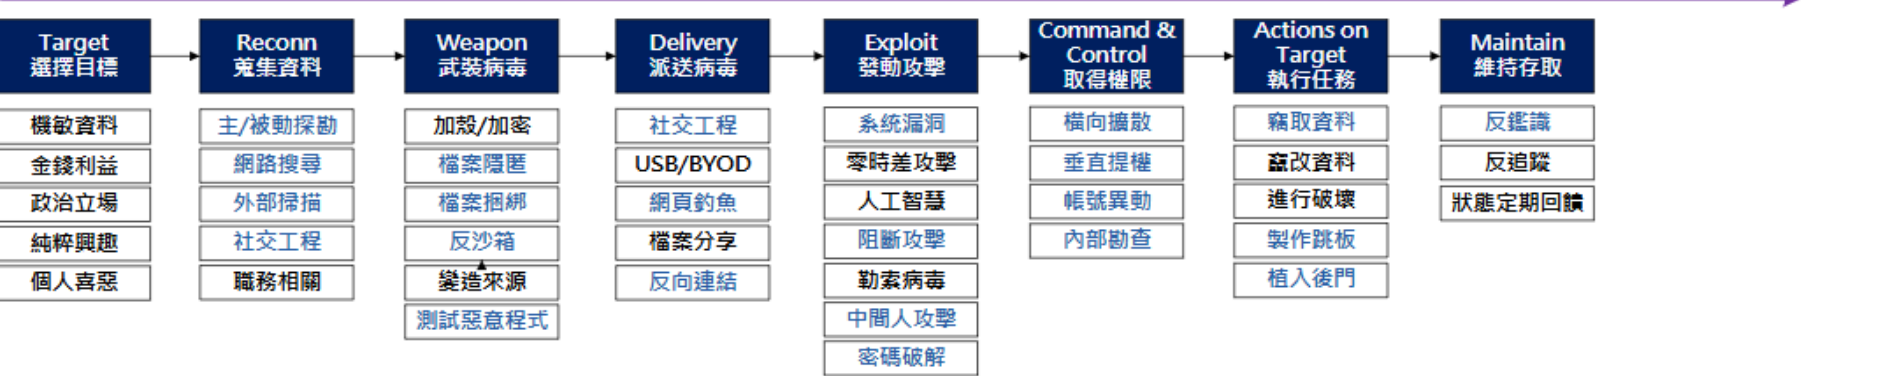 Target
選擇目標
機敏資料
金錢利益
政治立場
純粹興趣
個人喜惡
Reconn
蒐集資料
主/被動探勘
網路搜尋
外部掃描
社交工程
職務相關
Weapon
武裝病毒
加殼/加密
檔案隱匿
檔案捆綁
反沙箱
變造來源
測試惡意程式
Delivery
派送病毒
社交工程
USB/BYOD
網頁釣魚
檔案分享
反向連結
Exploit
發動攻擊
系統漏洞
零時差攻擊
人工智慧
阻斷攻擊
勒索病毒
中間人攻擊
密碼破解
Command &
Control
取得權限
橫向擴散
垂直提權
帳號異動
內部勘查
Actions on
Target
執行任務
竊取資料
竄改資料
進行破壞
製作跳板
植入後門
Maintain
維持存取
反鑑識
反追蹤
狀態定期回饋